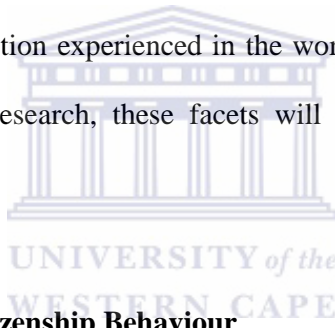 tion experienced in the wor
esearch, these facets will
UNIVERSITY of the
WESTERN CAPE
zenship Behaviour